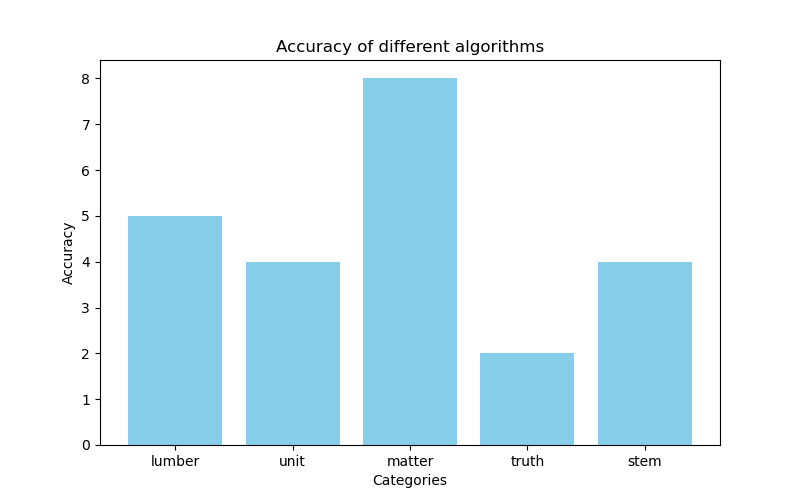 Accuracy of different algorithms
8
7
6
5
4
3
2
1
0
Accuracy
lumber unit matter truth stem
Categories